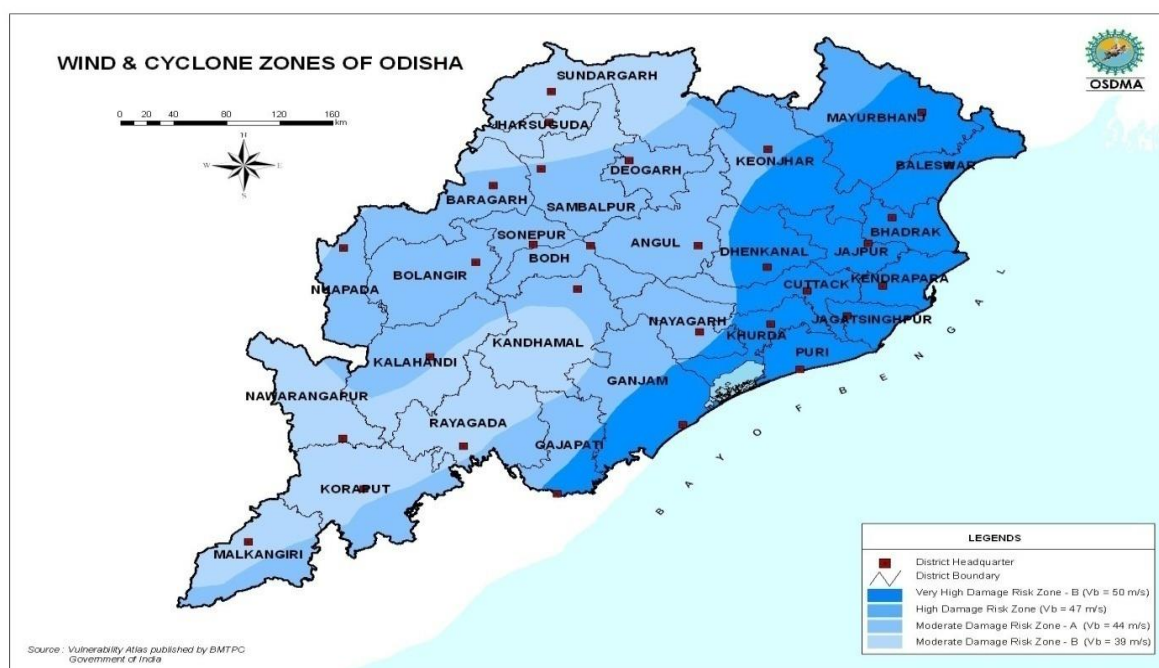 WIND & CYCLONE ZONES OF ODISHA
OSDMA
0 20 40 80 120 160
km
N
W E
S
SUNDARGARH
JHARSUGUDA
MAYURBHANJ
KEONJHAR
DEOGARH
BALESWAR
BARAGARH
SAMBALPUR
SONEPUR
BHADRAK
ANGUL
DHENKANAL
JAJPUR
BODH
BOLANGIR
KENDRAPARA
CUTTACK
NUAPADA
JAGATSINGHPUR
NAYAGARH
KHURDA
KANDHAMAL
PURI
KALAHANDI
GANJAM
NAWARANGAPUR
RAYAGADA
GAJAPATI
KORAPUT
MALKANGIRI
BAY OF BENGAL
LEGENDS
District Headquarter
District Boundary
Very High Damage Risk Zone - B (Vb = 50 m/s)
High Damage Risk Zone (Vb = 47 m/s)
Moderate Damage Risk Zone - A (Vb = 44 m/s)
Moderate Damage Risk Zone - B (Vb = 39 m/s)
Source : Vulnerability Atlas published by BMTPC
Government of India